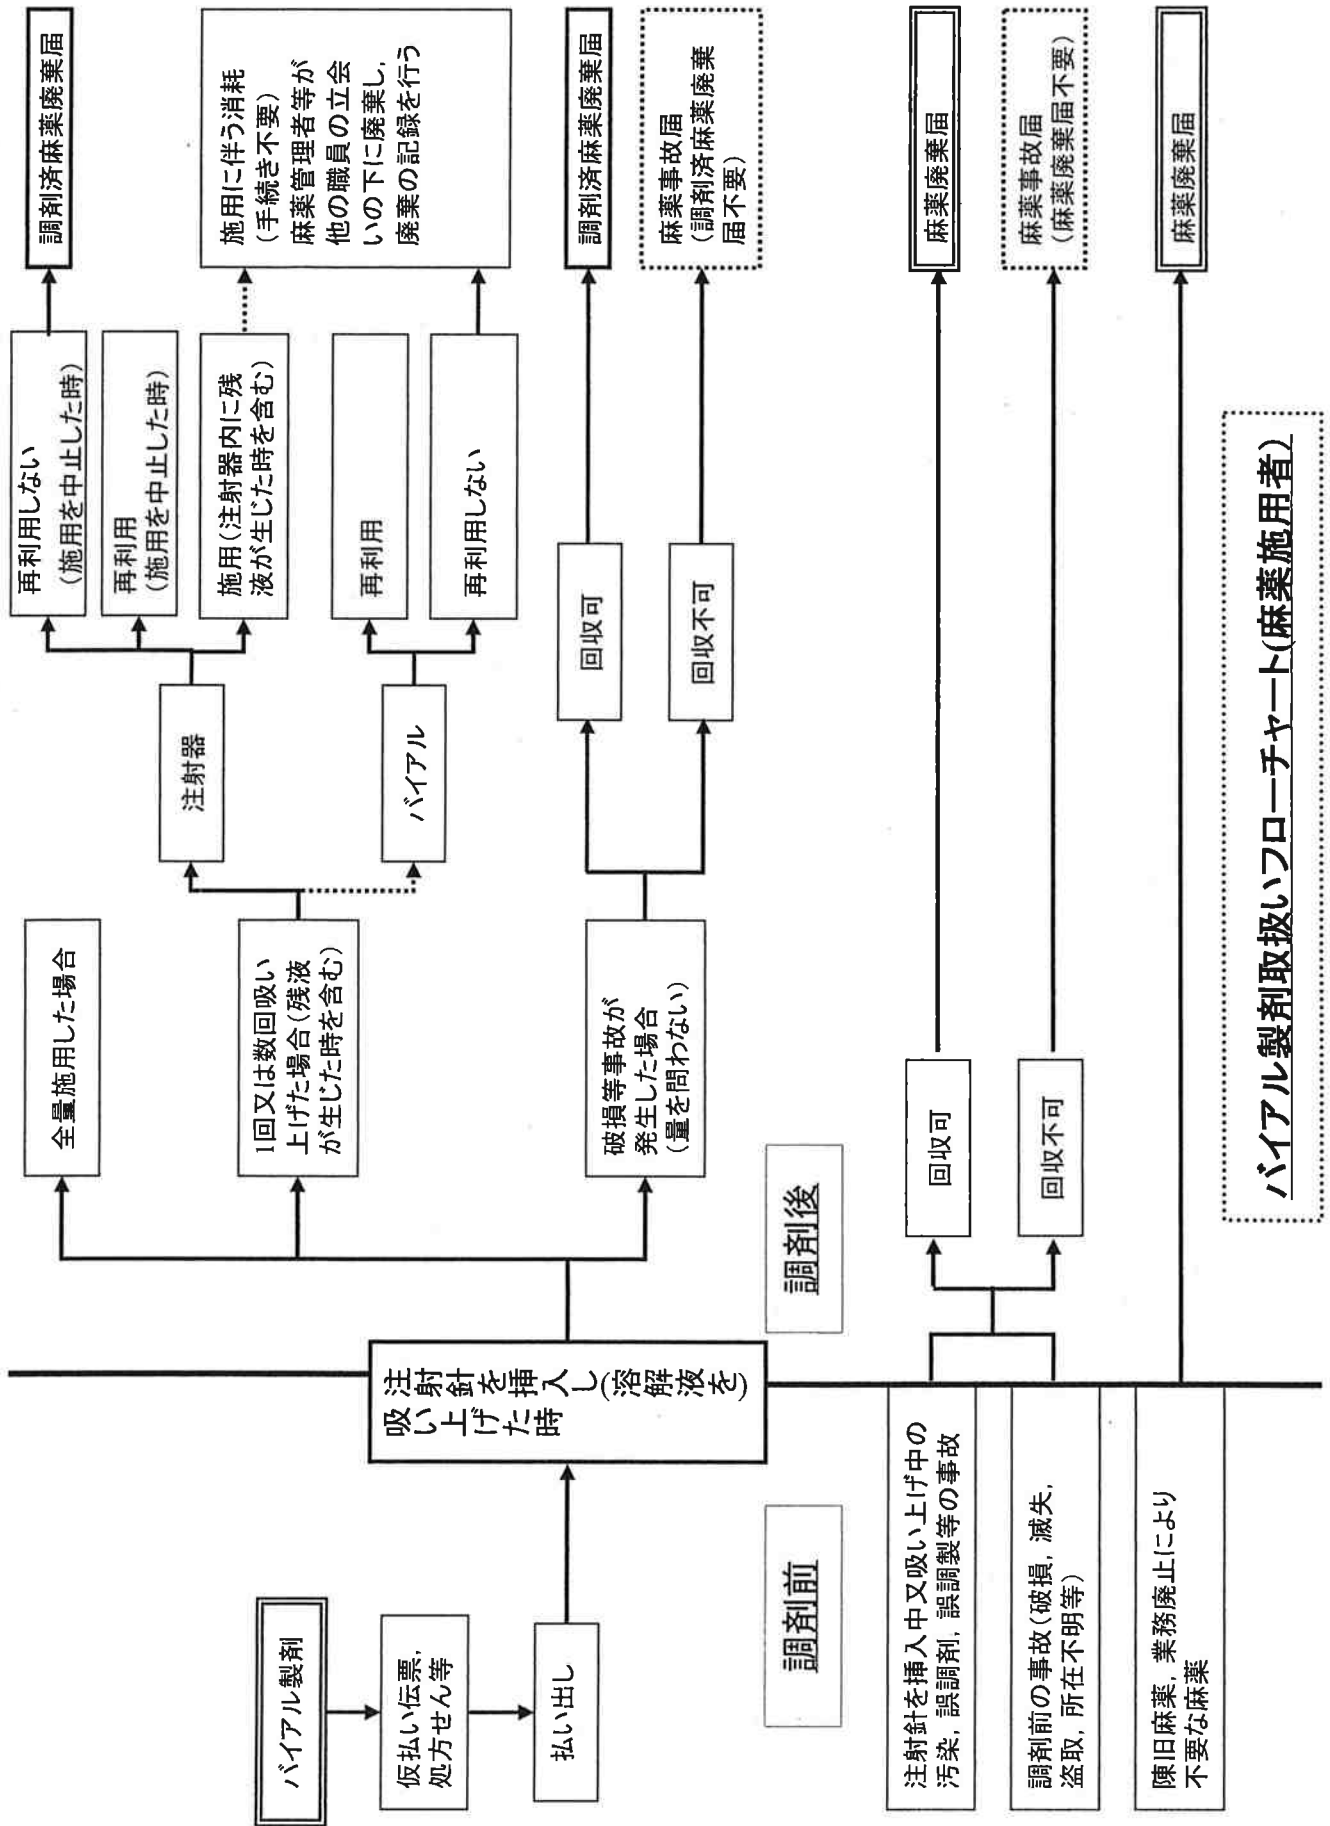 バイアル製剤
仮払い伝票，
処方せん等
払い出し
注射針を挿入し(溶解液を)
吸い上げた時
全量施用した場合
1回又は数回吸い
上げた場合(残液
が生じた時を含む)
破損等事故が
発生した場合
(量を問わない)
注射器
バイアル
再利用しない
(施用を中止した時)
再利用
(施用を中止した時)
施用(注射器内に残
液が生じた時を含む)
再利用
再利用しない
調剤済麻薬廃棄届
施用に伴う消耗
(手続き不要)
麻薬管理者等が
他の職員の立会
いの下に廃棄し，
廃棄の記録を行う
回収可
回収不可
調剤済麻薬廃棄届
麻薬事故届
(調剤済麻薬廃棄
届不要)
調剤前
調剤後
注射針を挿入中又吸い上げ中の
汚染，誤調剤，誤調製等の事故
調剤前の事故(破損，滅失，
盗取，所在不明等)
陳旧麻薬，業務廃止により
不要な麻薬
回収可
回収不可
麻薬廃棄届
麻薬事故届
(麻薬廃棄届不要)
麻薬廃棄届
バイアル製剤取扱いフローチャート(麻薬施用者)